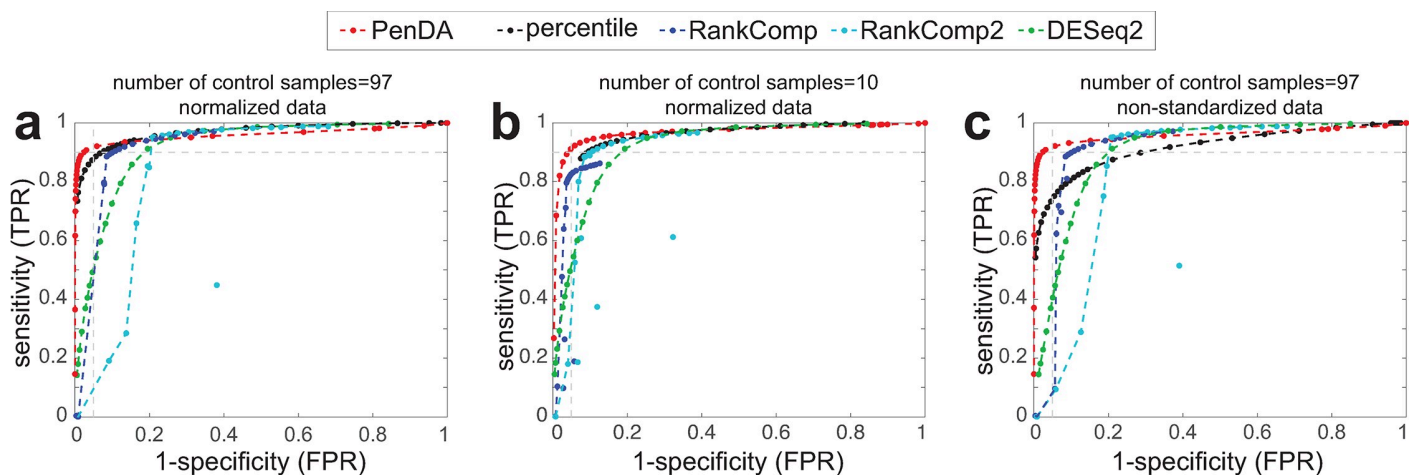 PenDA percentile RankComp RankComp2 DESeq2
a
number of control samples=97
normalized data
sensitivity (TPR)
1
0.8
0.6
0.4
0.2
0
0 0.2 0.4 0.6 0.8 1
1-specificity (FPR)
b
number of control samples=10
normalized data
sensitivity (TPR)
1
0.8
0.6
0.4
0.2
0
0 0.2 0.4 0.6 0.8 1
1-specificity (FPR)
c
number of control samples=97
non-standardized data
sensitivity (TPR)
1
0.8
0.6
0.4
0.2
0
0 0.2 0.4 0.6 0.8 1
1-specificity (FPR)